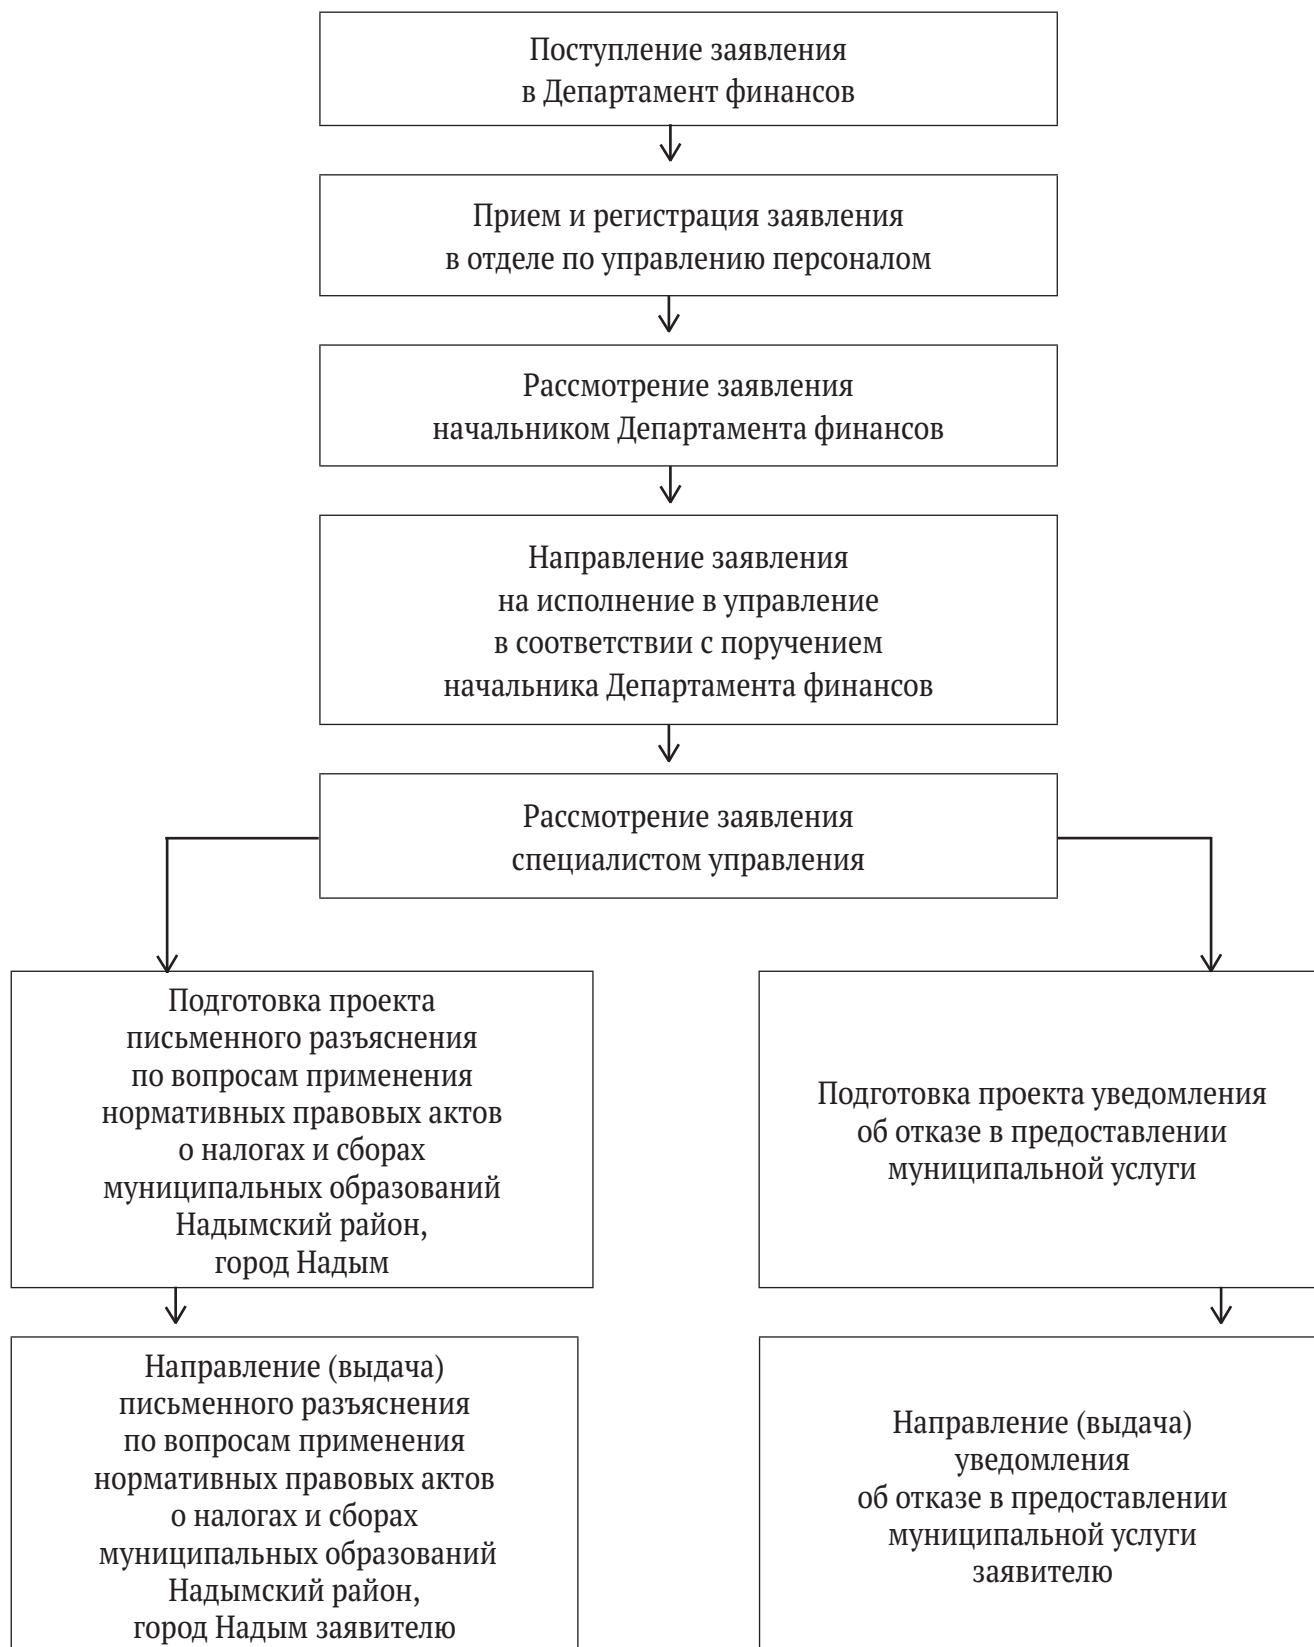 Поступление заявления
в Департамент финансов
Прием и регистрация заявления
в отделе по управлению персоналом
Рассмотрение заявления
начальником Департамента финансов
Направление заявления
на исполнение в управление
в соответствии с поручением
начальника Департамента финансов
Рассмотрение заявления
специалистом управления
Подготовка проекта
письменного разъяснения
по вопросам применения
нормативных правовых актов
о налогах и сборах
муниципальных образований
Надымский район,
город Надым
Подготовка проекта уведомления
об отказе в предоставлении
муниципальной услуги
Направление (выдача)
письменного разъяснения
по вопросам применения
нормативных правовых актов
о налогах и сборах
муниципальных образований
Надымский район,
город Надым заявителю
Направление (выдача)
уведомления
об отказе в предоставлении
муниципальной услуги
заявителю